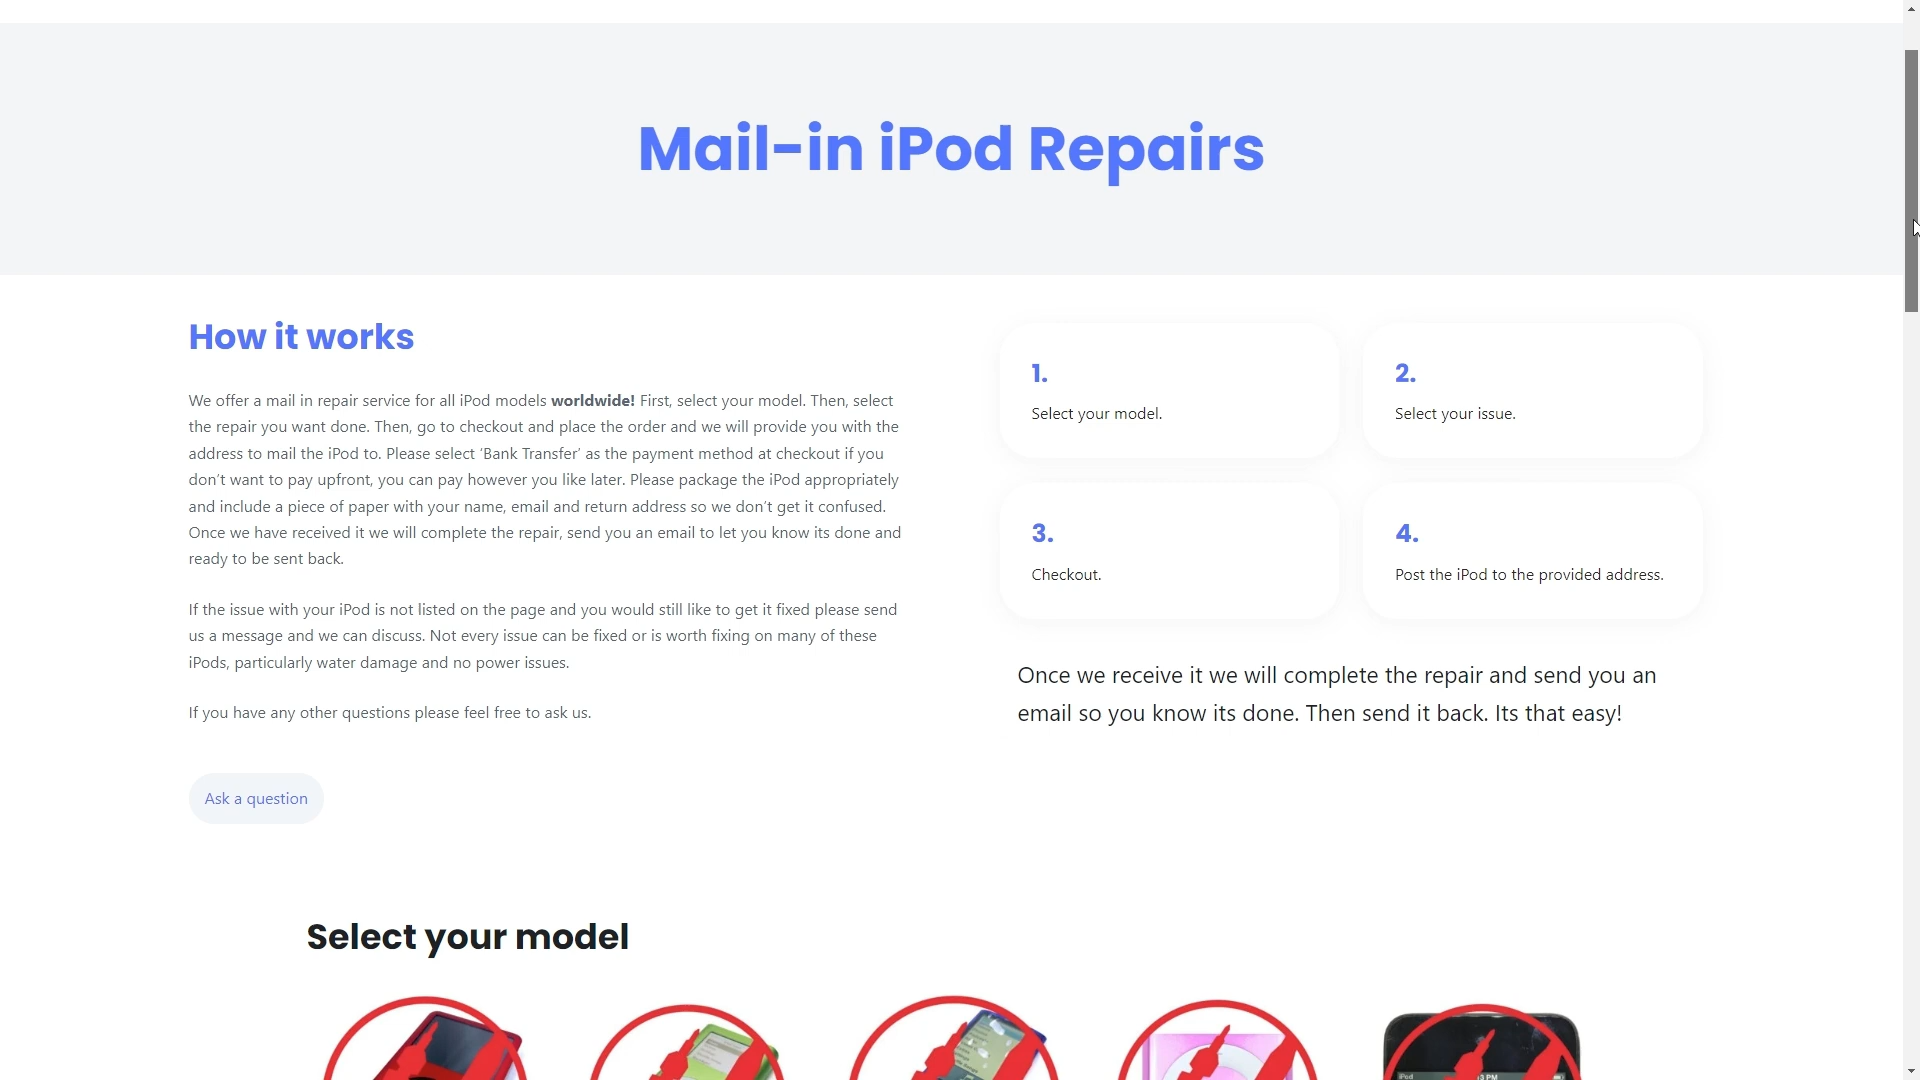 Mail-in iPod Repairs
How it works
We offer a mail in repair service for all iPod models worldwide! First, select your model. Then, select
the repair you want done. Then, go to checkout and place the order and we will provide you with the
address to mail the iPod to. Please select ‘Bank Transfer’ as the payment method at checkout if you
don’t want to pay upfront, you can pay however you like later. Please package the iPod appropriately
and include a piece of paper with your name, email and return address so we don’t get it confused.
Once we have received it we will complete the repair, send you an email to let you know its done and
ready to be sent back.
If the issue with your iPod is not listed on the page and you would still like to get it fixed please send
us a message and we can discuss. Not every issue can be fixed or is worth fixing on many of these
iPods, particularly water damage and no power issues.
If you have any other questions please feel free to ask us.
Ask a question
1.
Select your model.
2.
Select your issue.
3.
Checkout.
4.
Post the iPod to the provided address.
Once we receive it we will complete the repair and send you an
email so you know its done. Then send it back. Its that easy!
Select your model
iPod